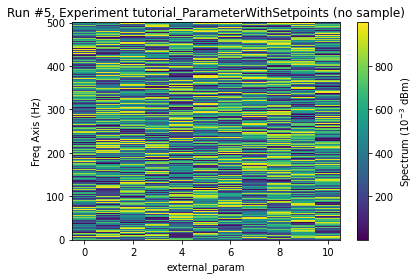 Run #5, Experiment tutorial_ParameterWithSetpoints (no sample)
500
400
300
200
100
0
Freq Axis (Hz)
0 2 4 6 8 10
external_param
800
600
400
200
Spectrum (10⁻³ dBm)